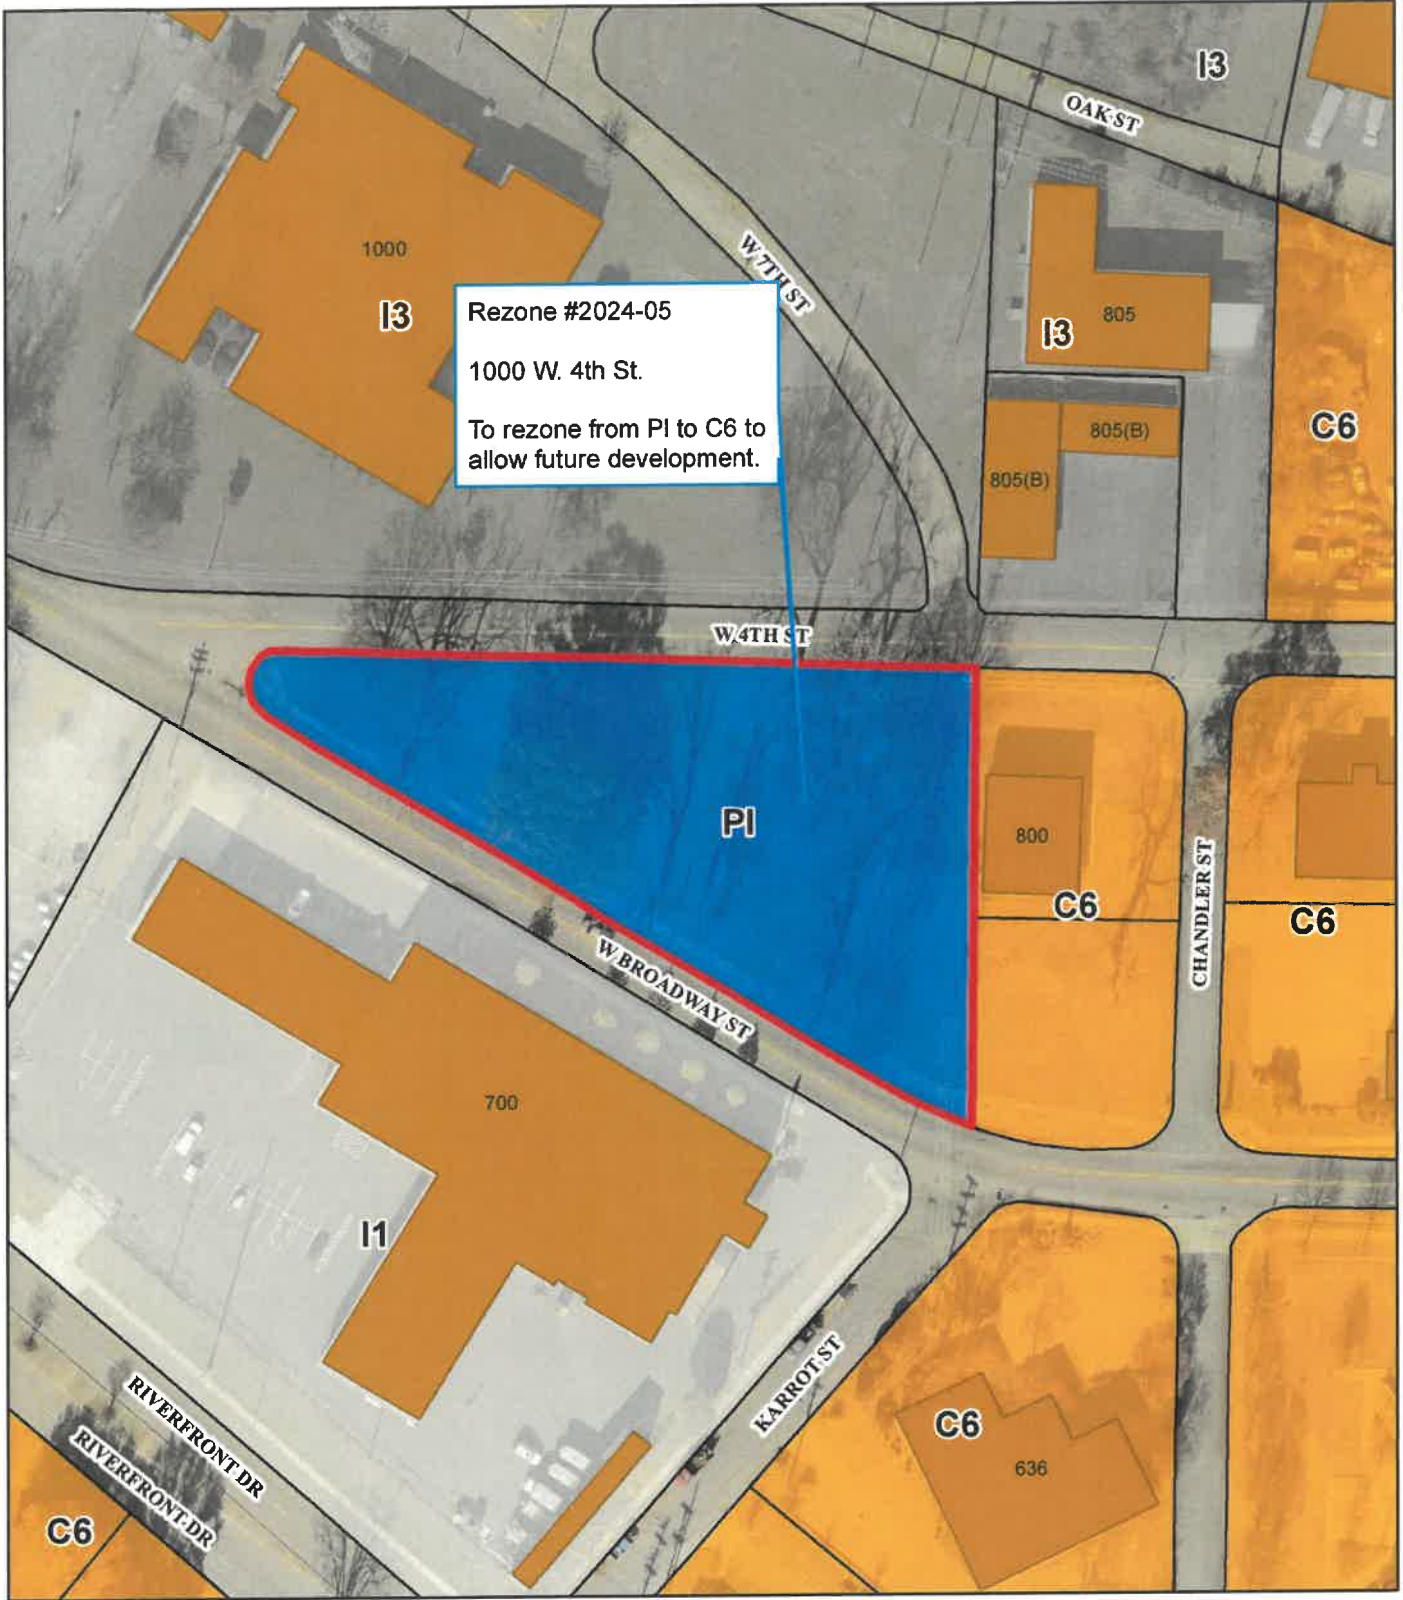 I3
OAK ST
W 7TH ST
1000
I3
Rezone #2024-05
1000 W. 4th St.
To rezone from PI to C6 to
allow future development.
805
I3
805(B)
805(B)
C6
W 4TH ST
PI
800
C6
CHANDLER ST
C6
W BROADWAY ST
700
I1
KARROT ST
RIVERFRONT DR
RIVERFRONT DR
C6
636
C6